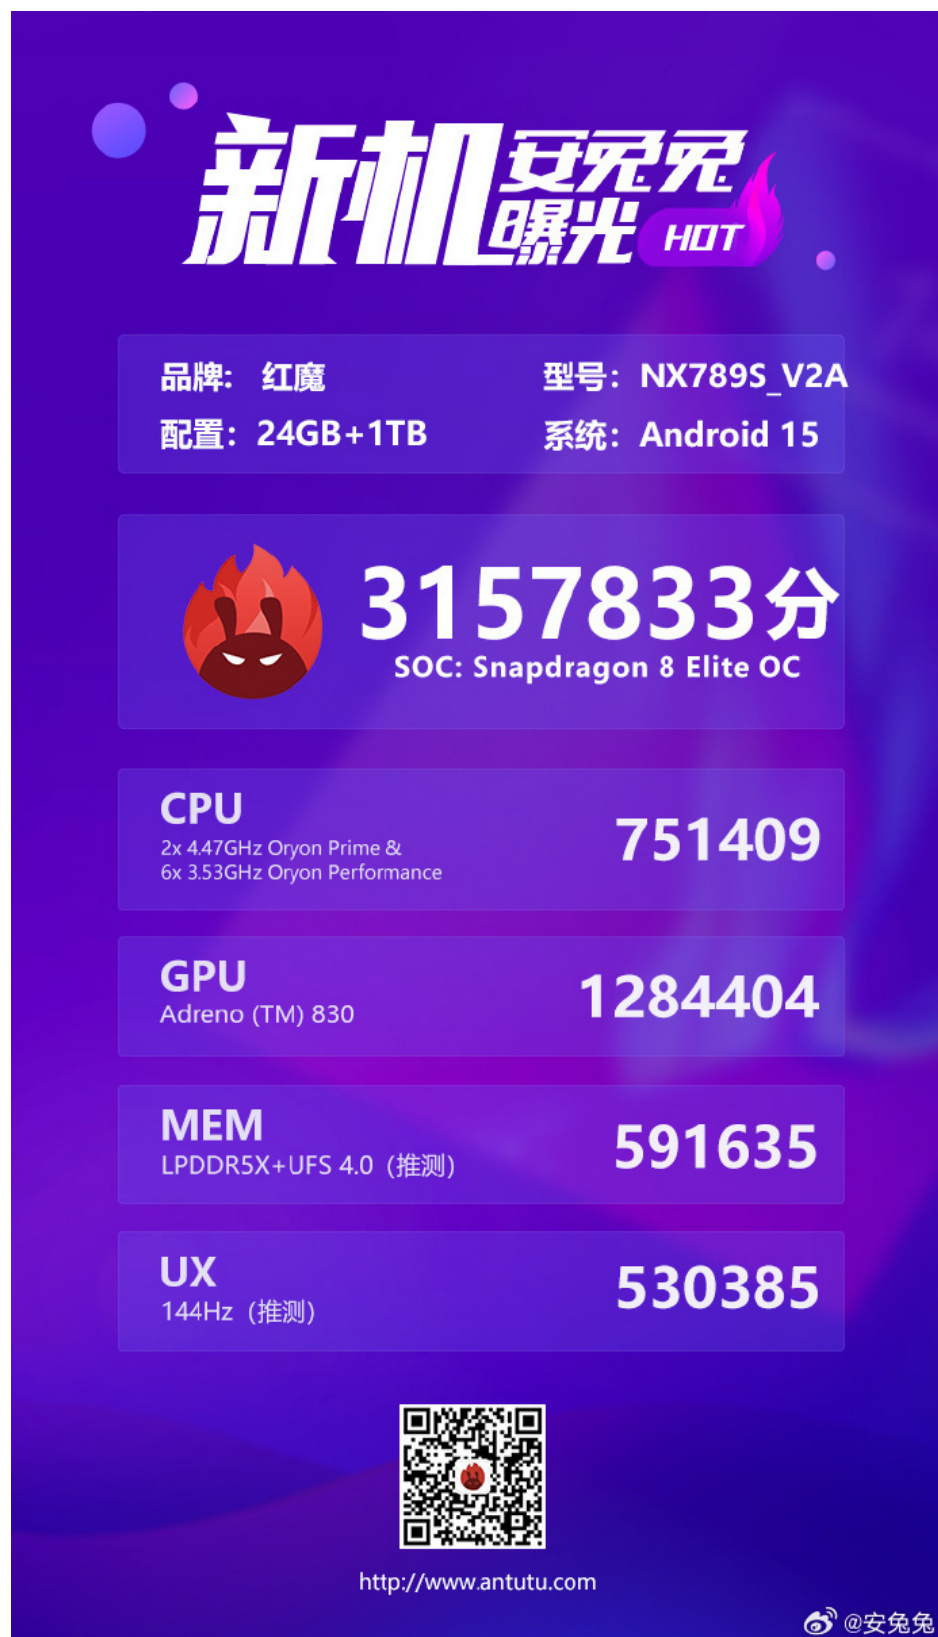 新机 安兔兔
曝光 HOT
品牌： 红魔
型号：NX789S_V2A
配置：24GB+1TB
系统：Android 15
3157833分
SOC: Snapdragon 8 Elite OC
CPU
2x 4.47GHz Oryon Prime &
6x 3.53GHz Oryon Performance
751409
GPU
Adreno (TM) 830
1284404
MEM
LPDDR5X+UFS 4.0（推测）
591635
UX
144Hz（推测）
530385
http://www.antutu.com
@安兔兔